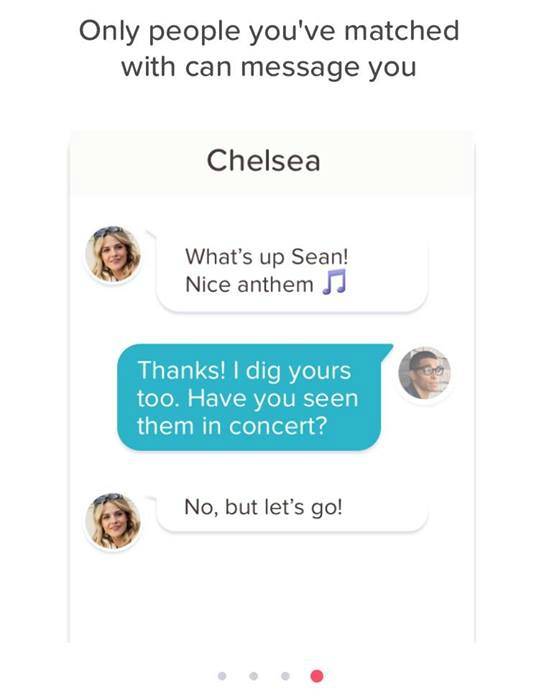 Only people you've matched
with can message you
Chelsea
What's up Sean!
Nice anthem 🎵
Thanks! I dig yours
too. Have you seen
them in concert?
No, but let's go!